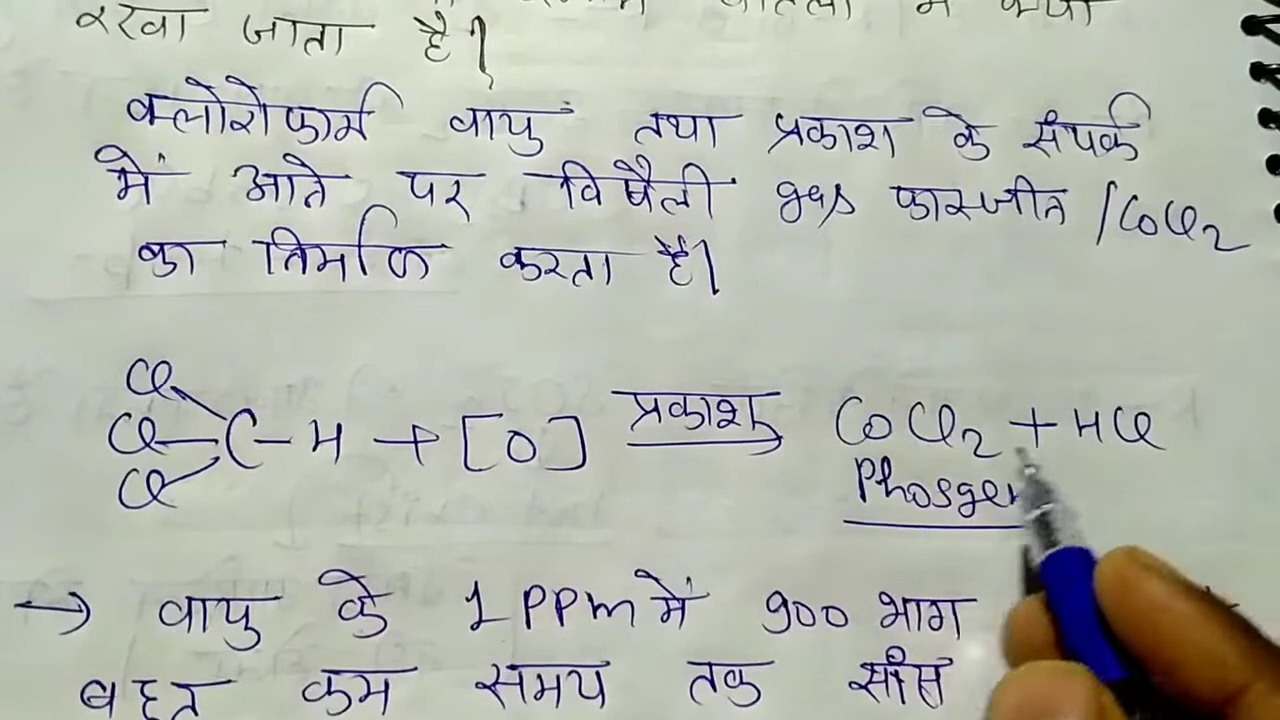 रखा जाता है।
क्लोरोफार्म वायु तथा प्रकाश के संपर्क
में आते पर विषैली gas फास्जीन /CoCl₂
का निर्माण करता है।
Cl
Cl C-H + [O] प्रकाश → CoCl₂ + HCl
Cl
Phosgen
→ वायु के 1 PPm में 900 भाग
बहुत कम समय तक साँस